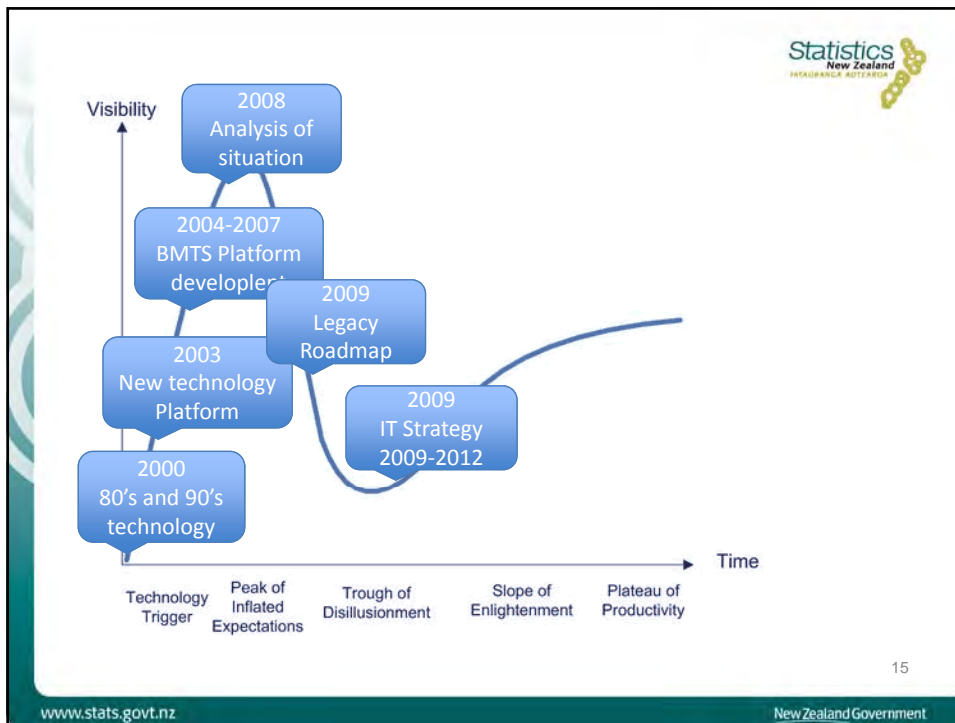 Statistics
New Zealand
TATAURANGA AOTEAROA
Visibility
2008
Analysis of
situation
2004-2007
BMTS Platform
developlent
2009
Legacy
Roadmap
2003
New technology
Platform
2009
IT Strategy
2009-2012
2000
80's and 90's
technology
Time
Technology
Trigger
Peak of
Inflated
Expectations
Trough of
Disillusionment
Slope of
Enlightenment
Plateau of
Productivity
15
www.stats.govt.nz
New Zealand Government